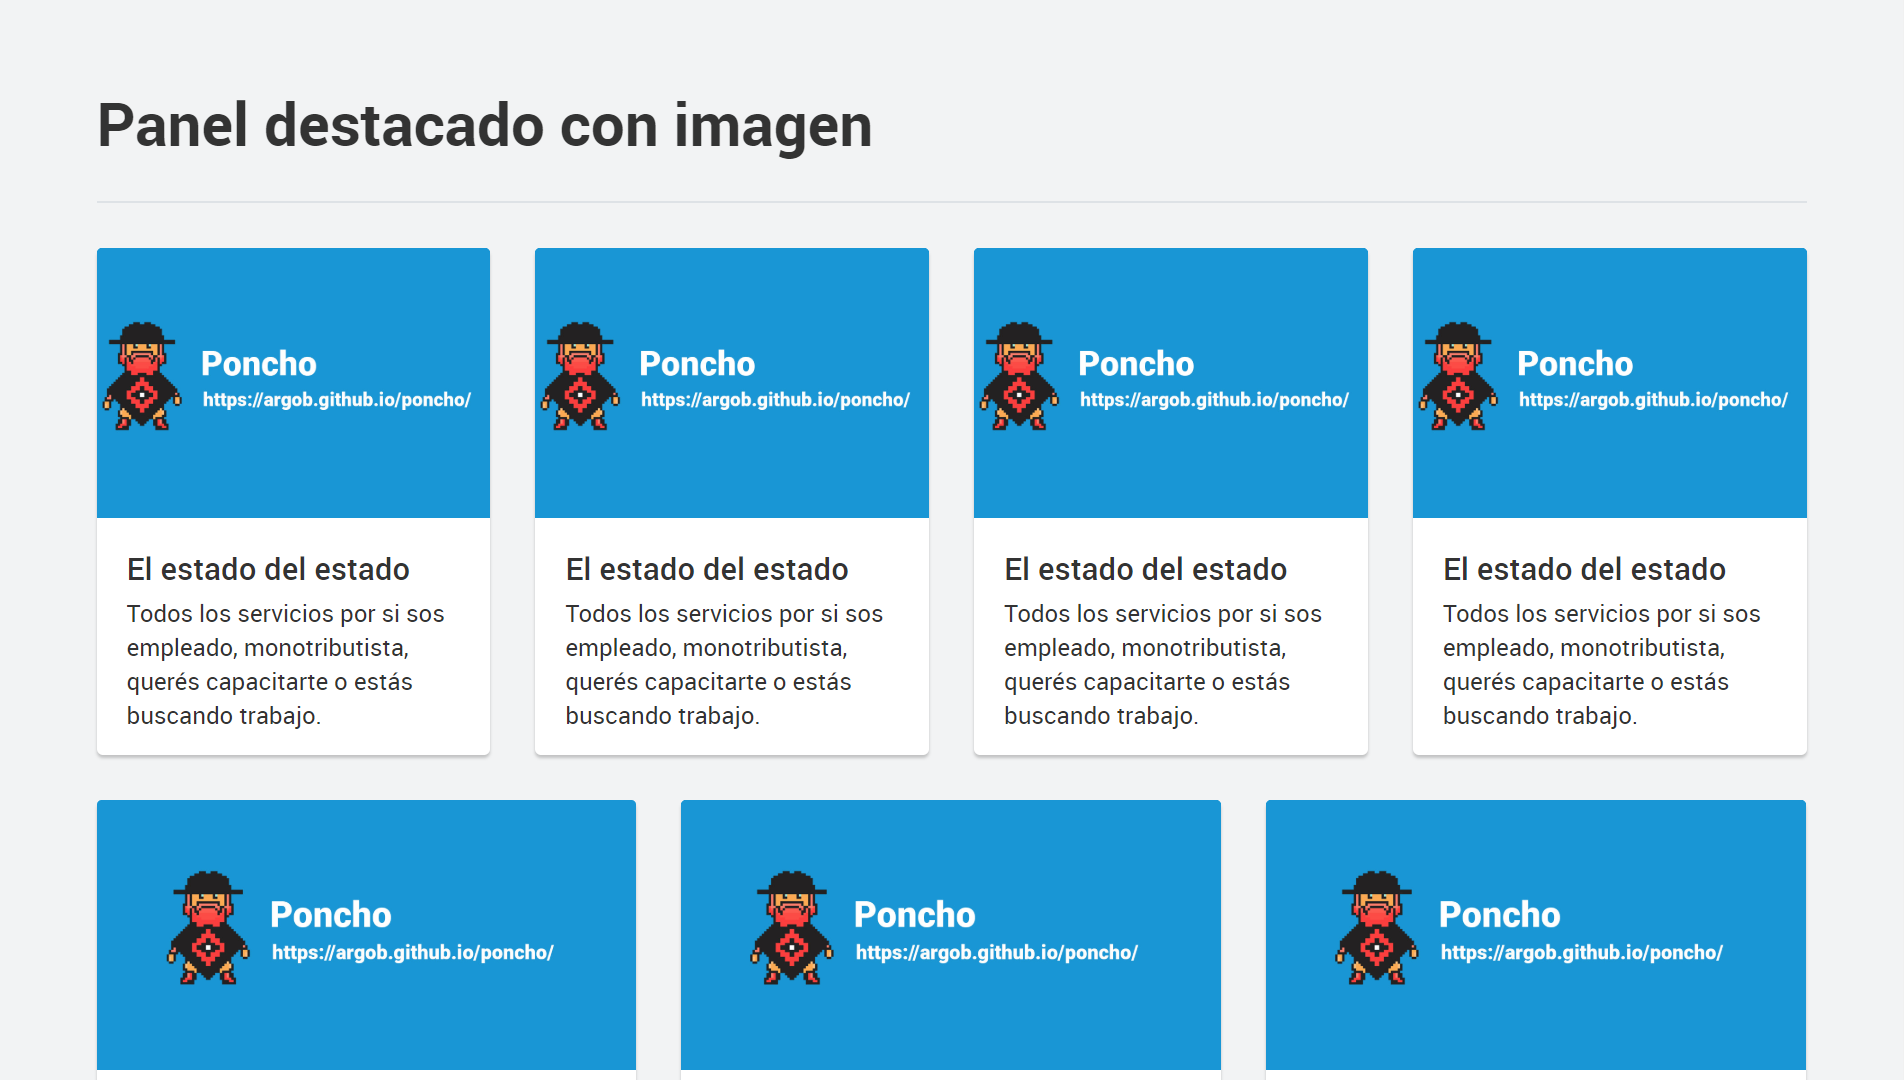 Panel destacado con imagen
Poncho
https://argob.github.io/poncho/
Poncho
https://argob.github.io/poncho/
Poncho
https://argob.github.io/poncho/
Poncho
https://argob.github.io/poncho/
El estado del estado
Todos los servicios por si sos
empleado, monotributista,
querés capacitarte o estás
buscando trabajo.
El estado del estado
Todos los servicios por si sos
empleado, monotributista,
querés capacitarte o estás
buscando trabajo.
El estado del estado
Todos los servicios por si sos
empleado, monotributista,
querés capacitarte o estás
buscando trabajo.
El estado del estado
Todos los servicios por si sos
empleado, monotributista,
querés capacitarte o estás
buscando trabajo.
Poncho
https://argob.github.io/poncho/
Poncho
https://argob.github.io/poncho/
Poncho
https://argob.github.io/poncho/